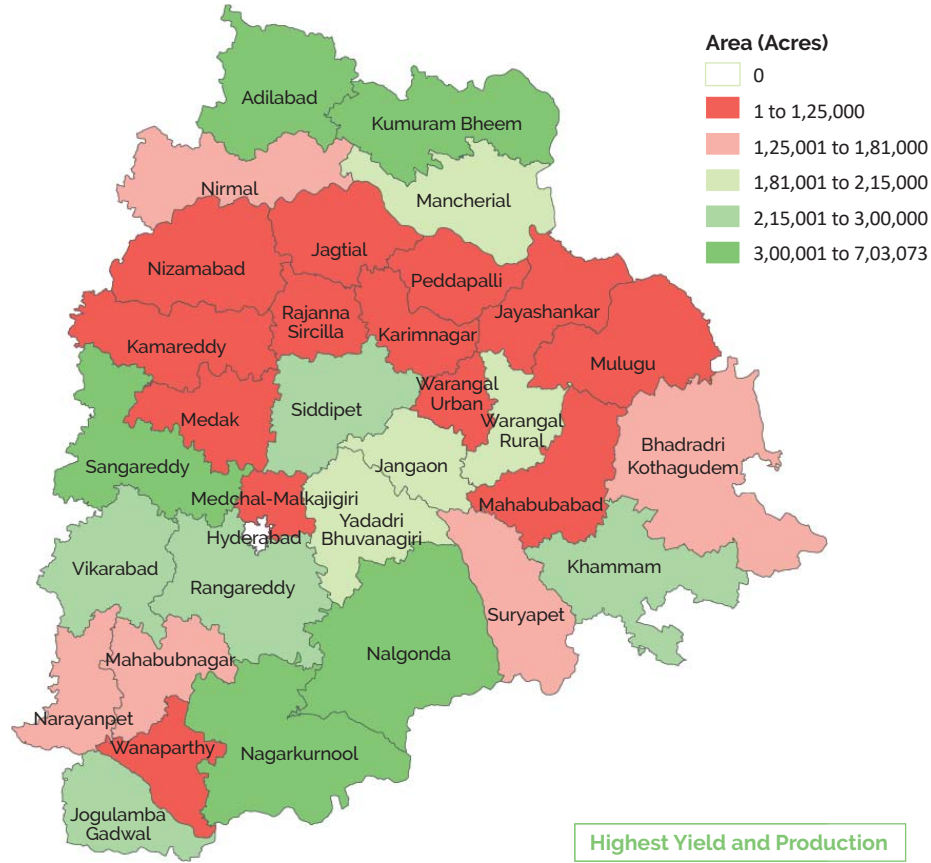 Area (Acres)
0
1 to 1,25,000
1,25,001 to 1,81,000
1,81,001 to 2,15,000
2,15,001 to 3,00,000
3,00,001 to 7,03,073
Adilabad
Kumuram Bheem
Nirmal
Mancherial
Jagtial
Nizamabad
Peddapalli
Rajanna
Sircilla
Jayashankar
Karimnagar
Kamareddy
Mulugu
Warangal
Urban
Siddipet
Medak
Warangal
Rural
Bhadradri
Kothagudem
Jangaon
Sangareddy
Medchal-Malkajigiri
Mahabubabad
Yadadri
Bhuvanagiri
Hyderabad
Vikarabad
Khammam
Rangareddy
Suryapet
Nalgonda
Mahabubnagar
Narayanpet
Wanaparthy
Nagarkurnool
Jogulamba
Gadwal
Highest Yield and Production